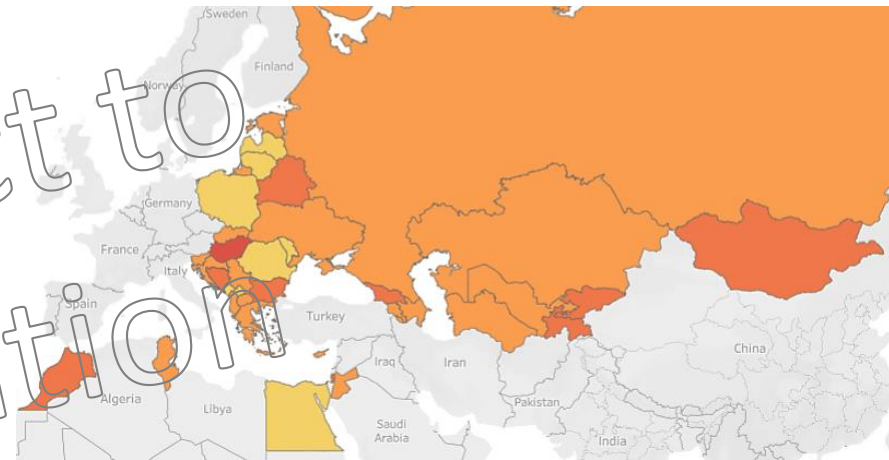 Sweden
Finland
Norway
ct to
Germany
France
Italy
Spain
Turkey
tion
Algeria
Libya
Iraq
Iran
Saudi
Arabia
Pakistan
India
China